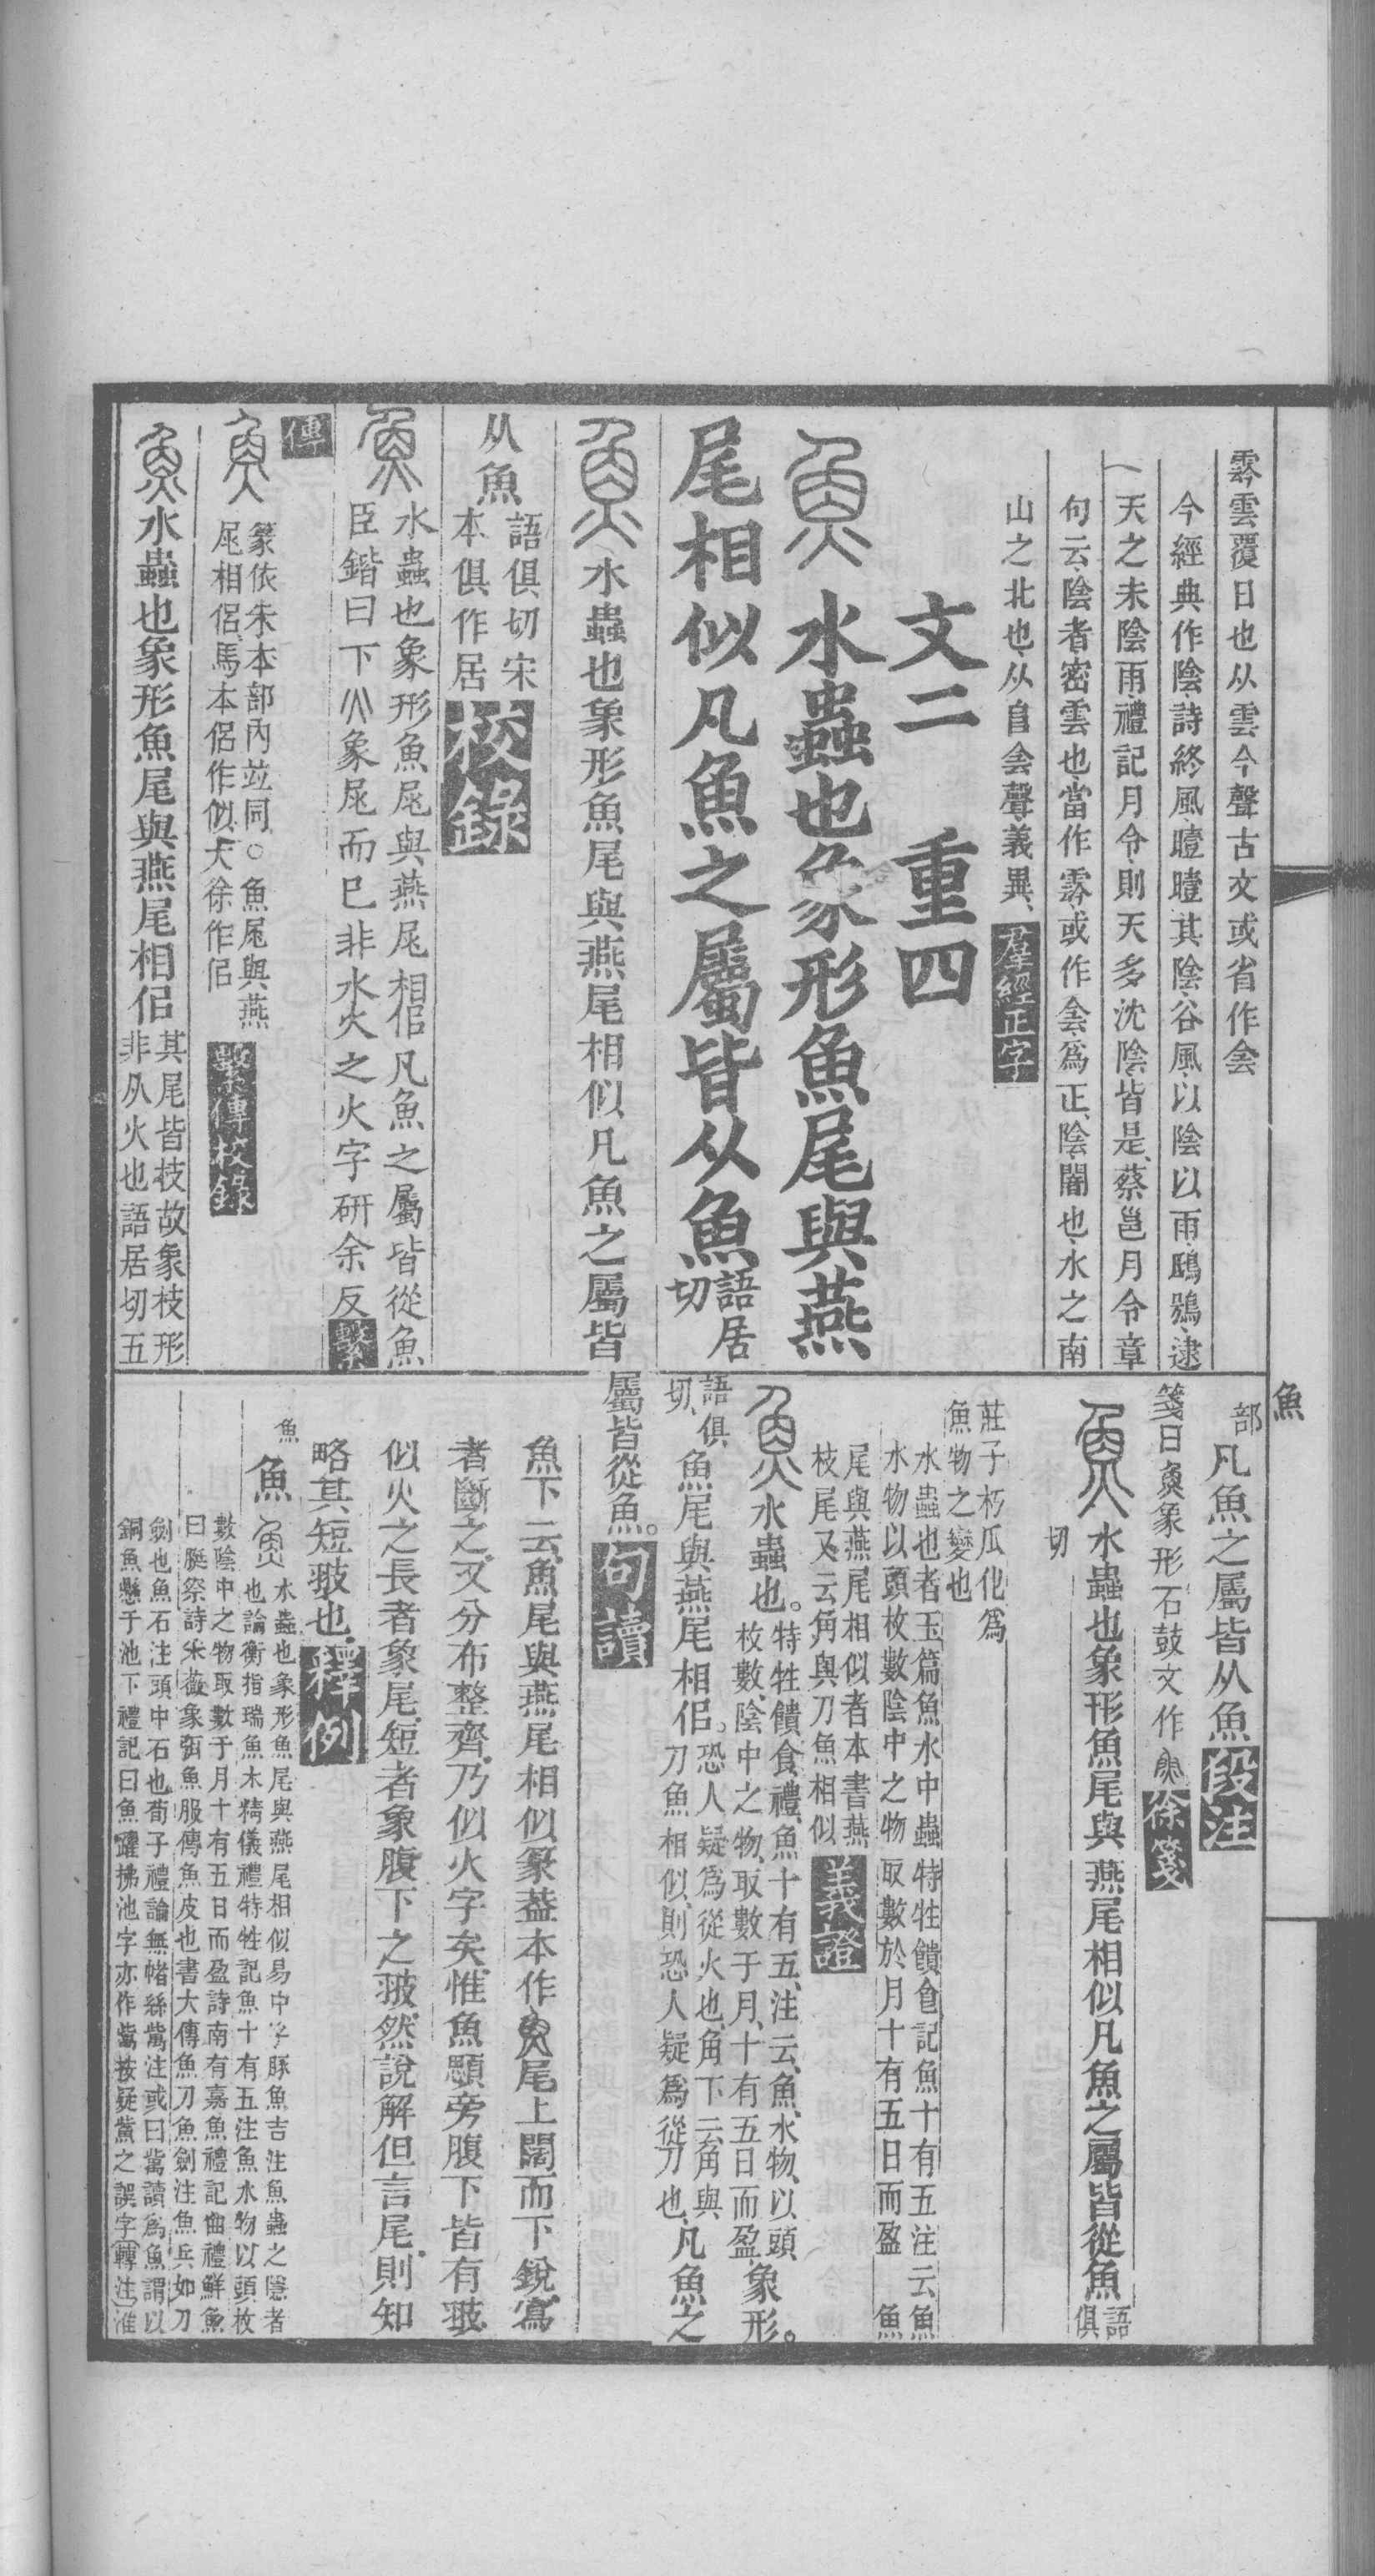 霒雲覆日也从雲今聲古文或省作侌
今經典作陰、詩終風、曀曀其陰、谷風、以陰以雨、鴟鴞、逮
天之未陰雨、禮記月令、則天多沈陰、皆是、蔡邕月令章
句云、陰者、密雲也、當作霒、或作侌、爲正、陰、闇也、水之南
山之北也、从𨸏侌聲、義異、羣經正字
文二 重四
魚 水蟲也象形魚尾與燕
尾相似凡魚之屬皆从魚語居切
魚水蟲也象形魚尾與燕尾相似凡魚之屬皆
从魚語俱切宋本俱作居校錄
魚水蟲也象形魚尾與燕尾相佀凡魚之屬皆從魚
臣鍇曰下火象尾而已非水火之火字研余反繫
傳
魚篆依朱本部內竝同。魚尾與燕
尾相侶、馬本侶作似、大徐作佀 繫傳校錄
魚水蟲也象形魚尾與燕尾相佀其尾皆枝故象枝形
非从火也語居切五
魚
部凡魚之屬皆从魚段注
箋曰魚象形石鼓文作魚徐箋
魚水蟲也象形魚尾與燕尾相似凡魚之屬皆從魚語俱
切
莊子朽瓜化爲
魚物之變也
水蟲也者玉篇魚水中蟲特牲饋食記魚十有五注云魚
水物以頭枚數陰中之物取數於月十有五日而盈 魚
尾與燕尾相似者本書燕
枝尾又云角與刀魚相似義證
魚水蟲也。特牲饋食禮、魚十有五、注云、魚、水物、以頭
枚數、陰中之物、取數于月、十有五日而盈、象形。
語俱
切、魚尾與燕尾相佀。恐人疑爲從火也、角下云、角與
刀魚相似、則恐人疑爲從刀也、凡魚之
屬皆從魚。句讀
魚下云、魚尾與燕尾相似、篆葢本作魚、尾上闊而下銳、寫
者斷之、又分布整齊、乃似火字矣、惟魚顋旁腹下皆有翄、
似火之長者象尾、短者象腹下之翄、然說解但言尾、則知
略其短翄也、釋例
魚 魚 魚水蟲也象形魚尾與燕尾相似易中孚豚魚吉注魚蟲之隱者
也論衡指瑞魚木精儀禮特牲記魚十有五注魚水物以頭枚
數陰中之物取數于月十有五日而盈詩南有嘉魚禮記曲禮鮮魚
曰脡祭詩采薇象弭魚服傳魚皮也書大傳魚刀魚劍注魚兵如刀
劍也魚石注頭中石也荀子禮論無帾絲歶注或曰歶讀爲魚謂以
銅魚懸于池下禮記曰魚躍拂池字亦作歶按疑鮺之誤字轉注淮